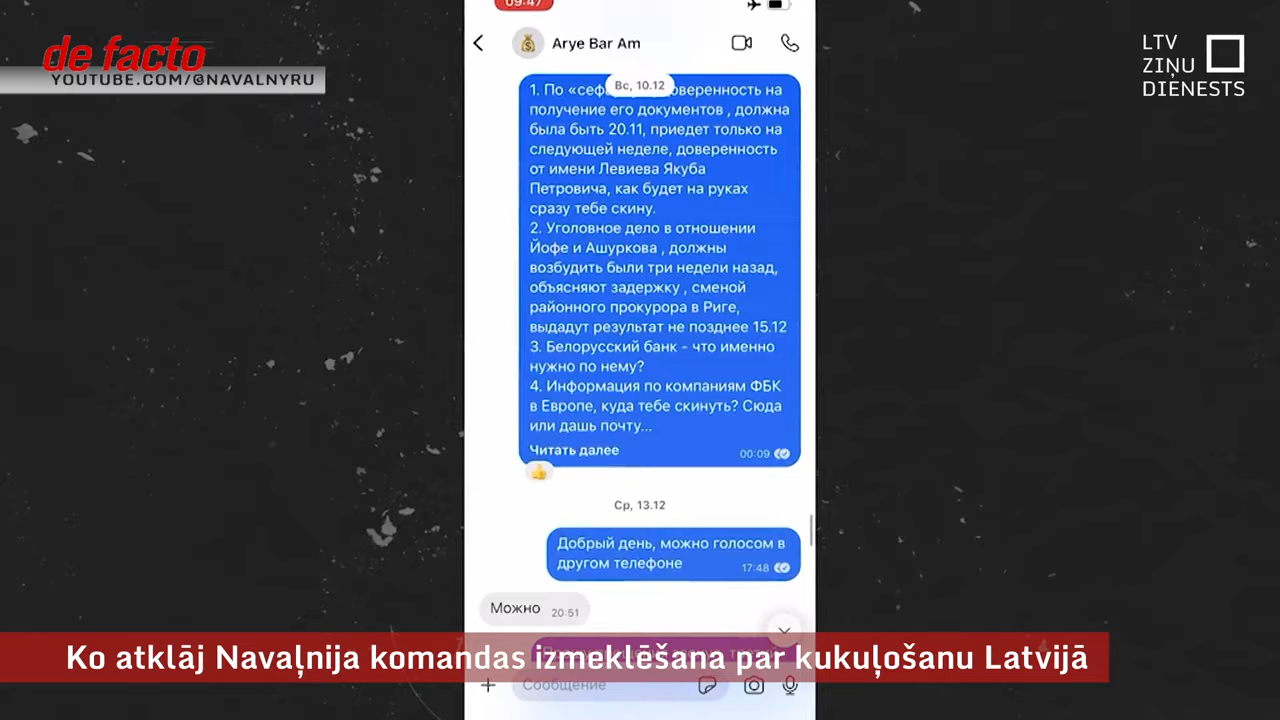 09:47
de facto
YOUTUBE.COM/@NAVALNYRU
Arye Bar Am
LTV
ZIŅU
DIENESTS
Вс, 10.12
1. По оверенность на
получение его документов , должна
была быть 20.11, приедет только на
следующей неделе, доверенность
от имени Левиева Якуба
Петровича, как будет на руках
сразу тебе скину.
2. Уголовное дело в отношении
Йофе и Ашуркова , должны
возбудить были три недели назад,
объясняют задержку , сменой
районного прокурора в Риге,
выдадут результат не позднее 15.12
3. Белорусский банк - что именно
нужно по нему?
4. Информация по компаниям ФБК
в Европе, куда тебе скинуть? Сюда
или дашь почту...
Читать далее
00:09
Ср, 13.12
Добрый день, можно голосом в
другом телефоне
17:48
Можно
20:51
Ko atklāj Navaļnija komandas izmeklēšana par kukuļošanu Latvijā
Сообщение